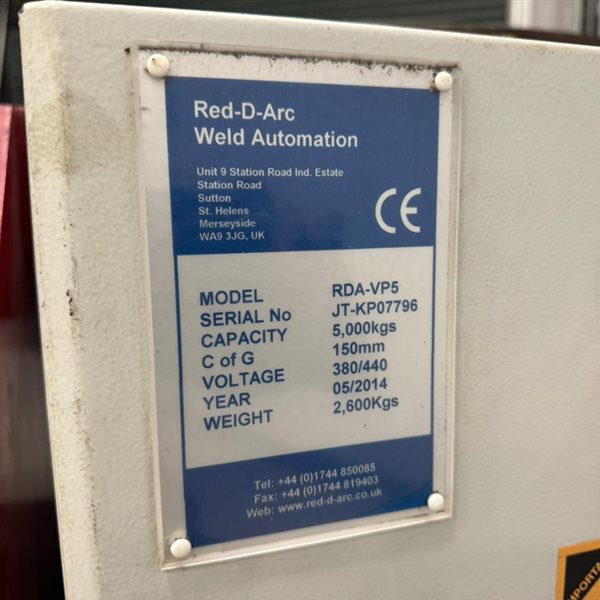 Red-D-Arc
Weld Automation
Unit 9 Station Road Ind. Estate
Station Road
Sutton
St. Helens
Merseyside
WA9 3JG, UK
CE
MODEL RDA-VP5
SERIAL No JT-KP07796
CAPACITY 5,000kgs
C of G 150mm
VOLTAGE 380/440
YEAR 05/2014
WEIGHT 2,600Kgs
Tel: +44 (0)1744 850085
Fax: +44 (0)1744 819403
Web: www.red-d-arc.co.uk